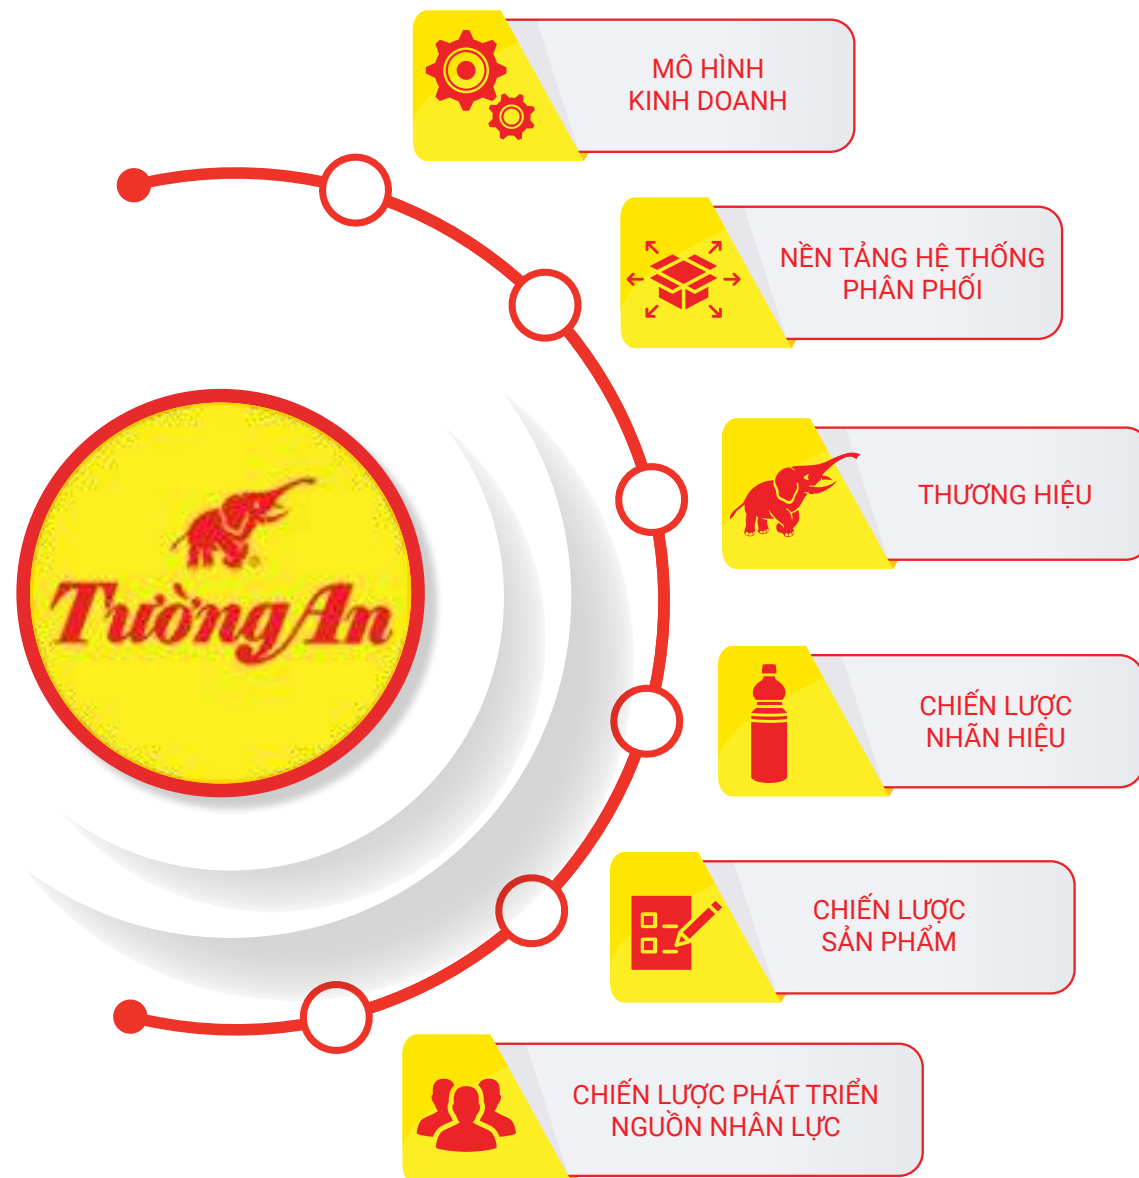 MÔ HÌNH
KINH DOANH
NỀN TẢNG HỆ THỐNG
PHÂN PHỐI
THƯƠNG HIỆU
TườngAn
®
CHIẾN LƯỢC
NHÃN HIỆU
CHIẾN LƯỢC
SẢN PHẨM
CHIẾN LƯỢC PHÁT TRIỂN
NGUỒN NHÂN LỰC